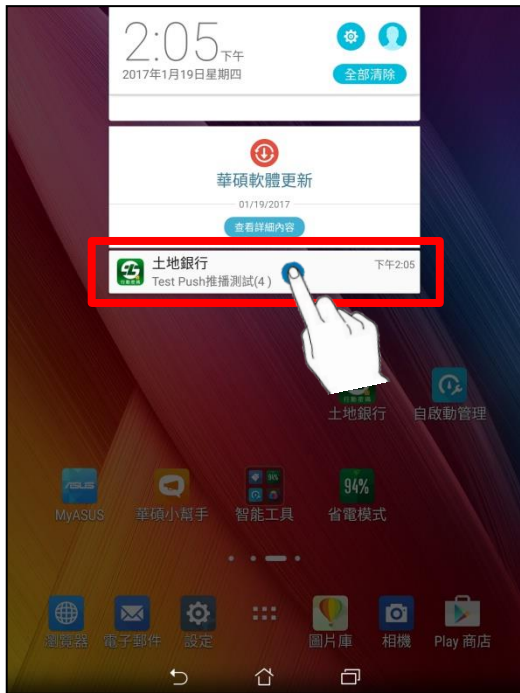 2:05下午
2017年1月19日星期四
全部清除
華碩軟體更新
01/19/2017
查看詳細內容
土地銀行
下午2:05
Test Push推播測試(4 )
土地銀行
自啟動管理
ASUS
94%
MyASUS
華碩小幫手
智能工具
省電模式
瀏覽器
電子郵件
設定
圖片庫
相機
Play 商店